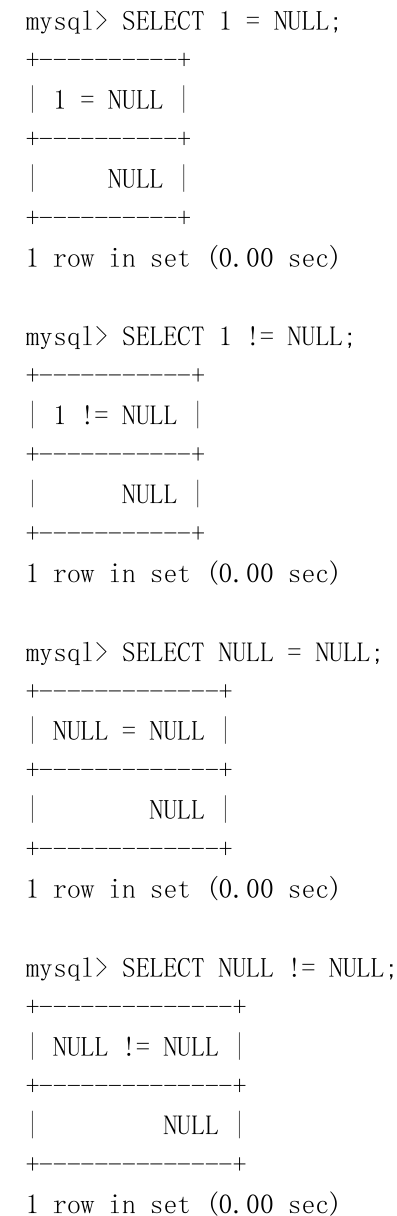 mysql> SELECT 1 = NULL;
+----------+
| 1 = NULL |
+----------+
|     NULL |
+----------+
1 row in set (0.00 sec)

mysql> SELECT 1 != NULL;
+-----------+
| 1 != NULL |
+-----------+
|      NULL |
+-----------+
1 row in set (0.00 sec)

mysql> SELECT NULL = NULL;
+-------------+
| NULL = NULL |
+-------------+
|        NULL |
+-------------+
1 row in set (0.00 sec)

mysql> SELECT NULL != NULL;
+--------------+
| NULL != NULL |
+--------------+
|         NULL |
+--------------+
1 row in set (0.00 sec)